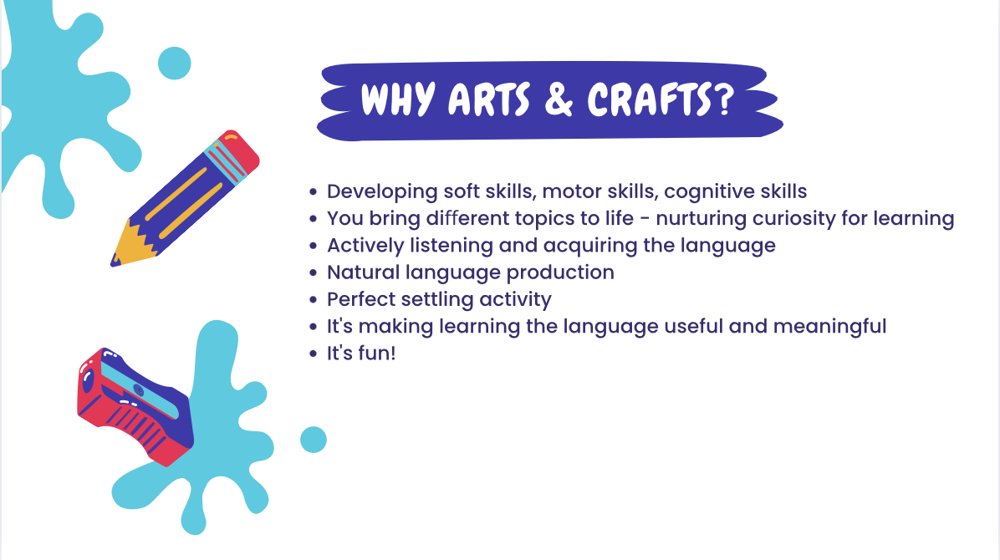 WHY ARTS & CRAFTS?
• Developing soft skills, motor skills, cognitive skills
• You bring different topics to life - nurturing curiosity for learning
• Actively listening and acquiring the language
• Natural language production
• Perfect settling activity
• It's making learning the language useful and meaningful
• It's fun!